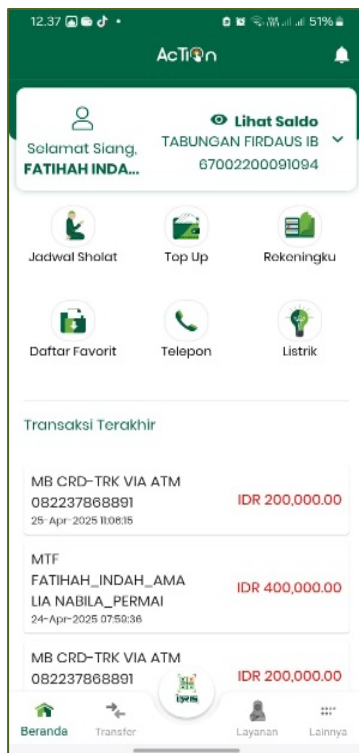 12.37 51%
AcTiOn
Lihat Saldo
Selamat Siang,
FATIHAH INDA...
TABUNGAN FIRDAUS IB
67002200091094
Jadwal Sholat Top Up Rekeningku
Daftar Favorit Telepon Listrik
Transaksi Terakhir
MB CRD-TRK VIA ATM
082237868891
25-Apr-2025 11:06:15
IDR 200,000.00
MTF
FATIHAH_INDAH_AMA
LIA NABILA_PERMAI
24-Apr-2025 07:59:36
IDR 400,000.00
MB CRD-TRK VIA ATM
082237868891
IDR 200,000.00
QRIS
Beranda Transfer Layanan Lainnya